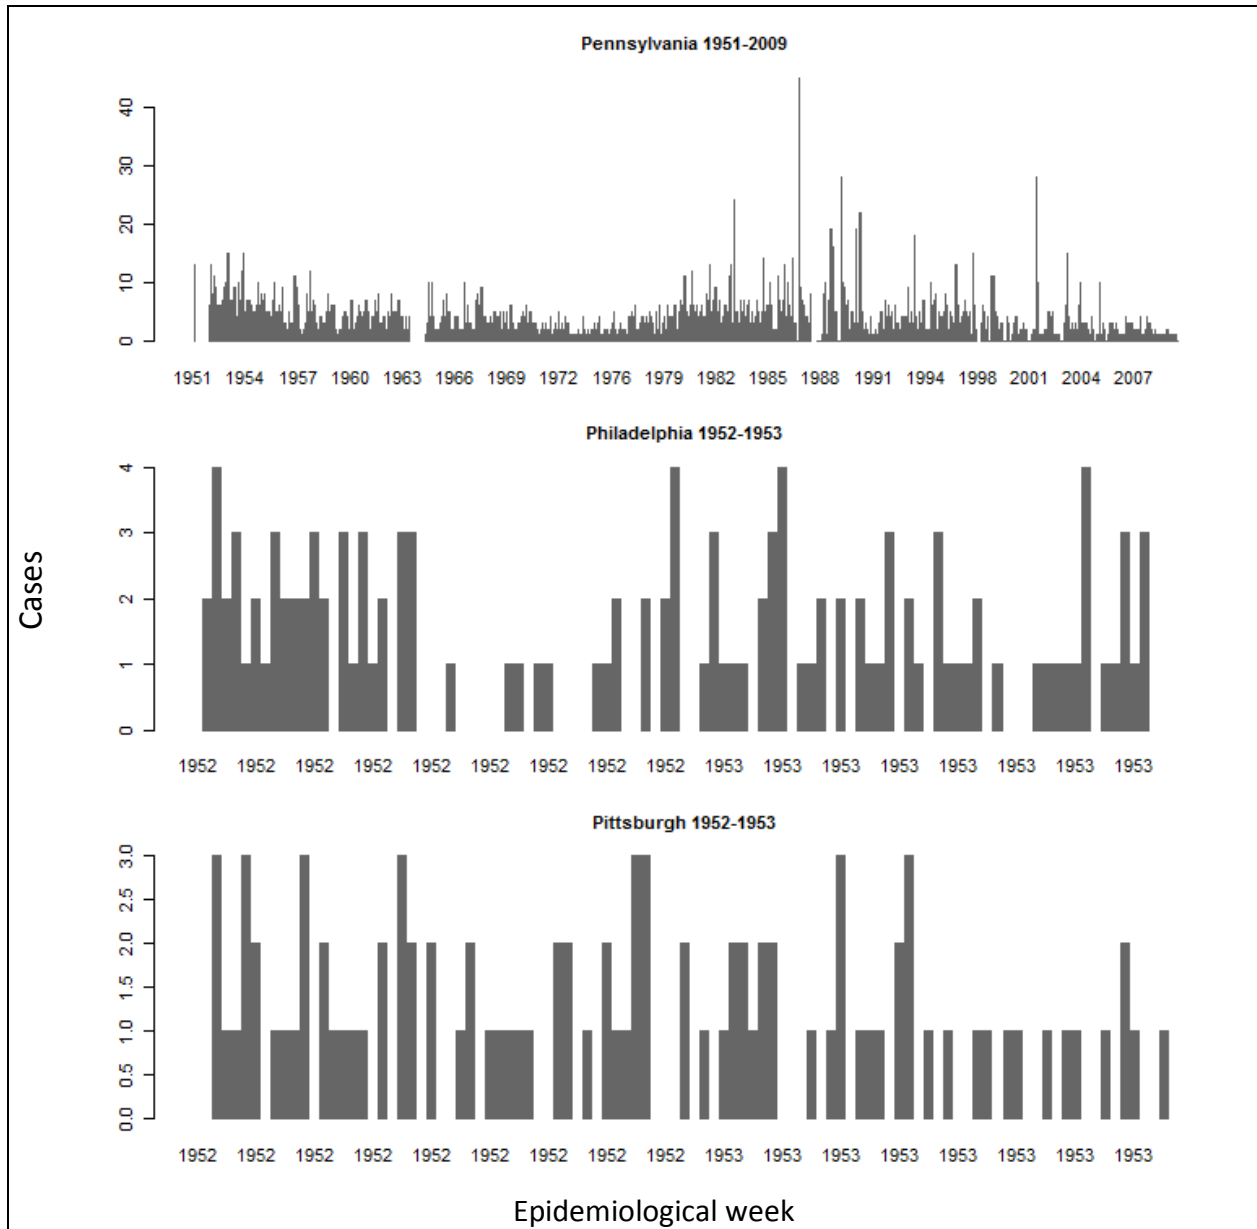 Pennsylvania 1951-2009
40
30
20
10
0
1951 1954 1957 1960 1963 1966 1969 1972 1976 1979 1982 1985 1988 1991 1994 1998 2001 2004 2007
Philadelphia 1952-1953
4
3
2
1
0
1952 1952 1952 1952 1952 1952 1952 1952 1952 1953 1953 1953 1953 1953 1953 1953 1953
Cases
Pittsburgh 1952-1953
3.0
2.5
2.0
1.5
1.0
0.5
0.0
1952 1952 1952 1952 1952 1952 1952 1952 1952 1953 1953 1953 1953 1953 1953 1953 1953
Epidemiological week